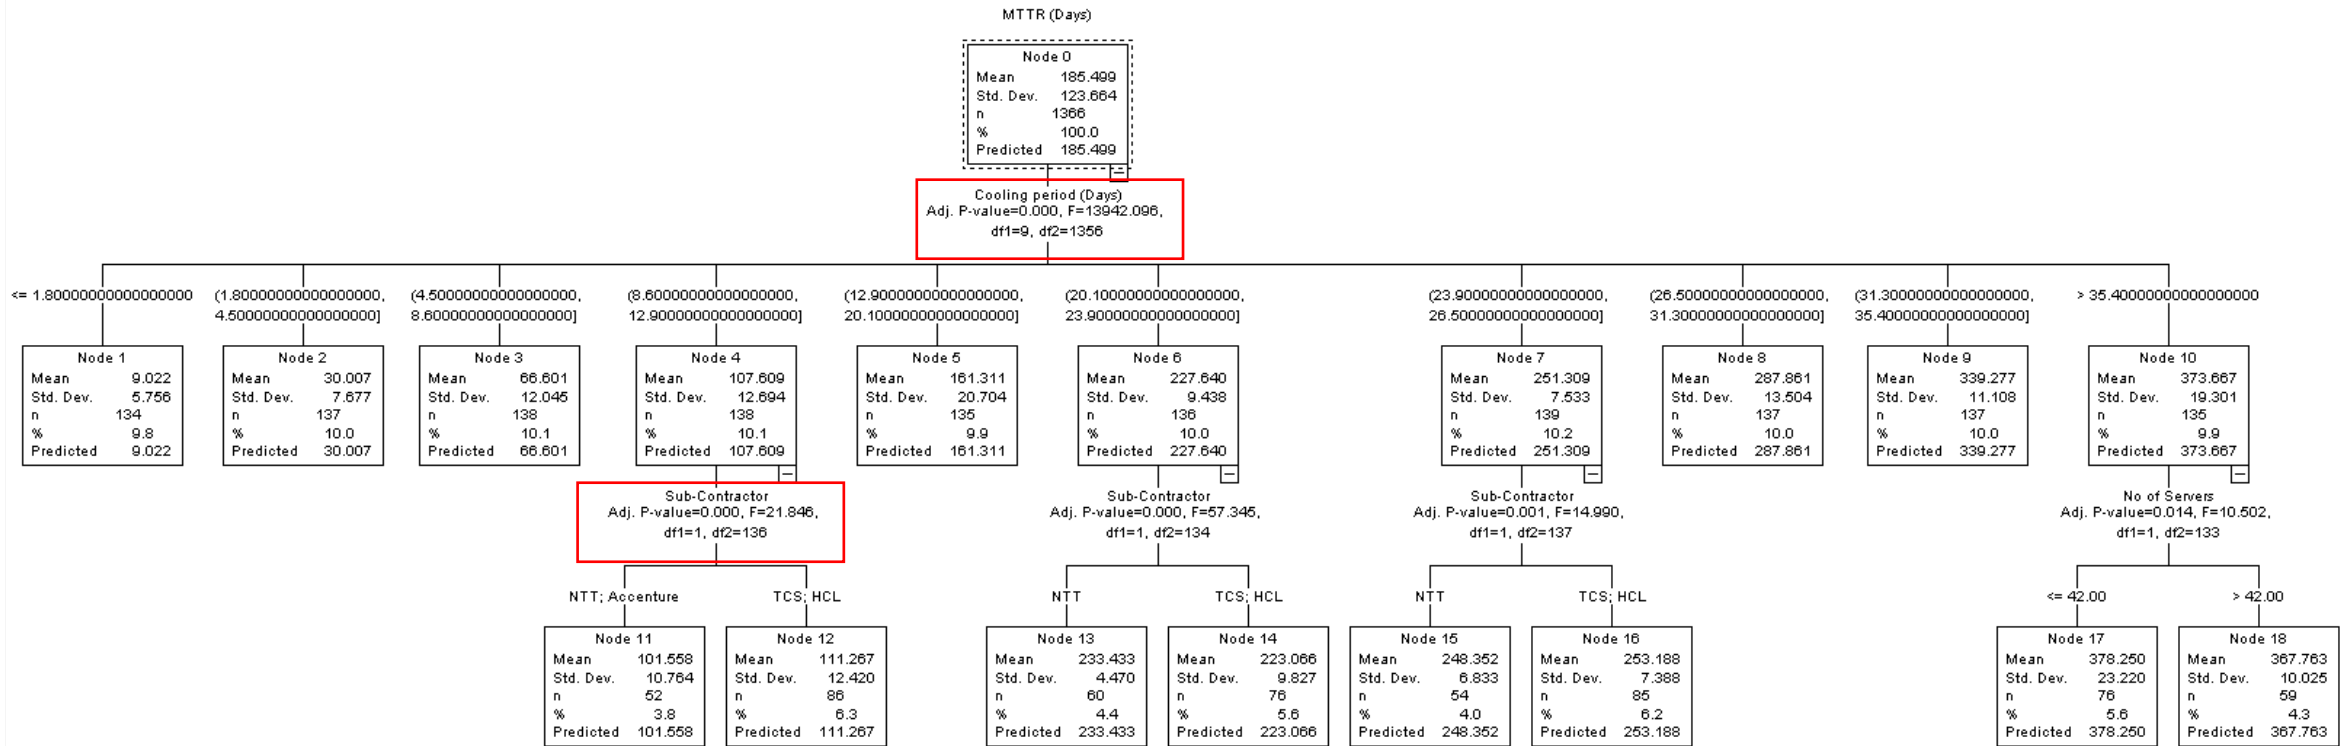 MTTR (Days)
Node 0
Mean 185.499
Std. Dev. 123.664
n 1366
% 100.0
Predicted 185.499
Cooling period (Days)
Adj. P-value=0.000, F=13942.096,
df1=9, df2=1356
<= 1.80000000000000000
(1.80000000000000000,
4.50000000000000000]
(4.50000000000000000,
8.60000000000000000]
(8.60000000000000000,
12.90000000000000000]
(12.90000000000000000,
20.10000000000000000]
(20.10000000000000000,
23.90000000000000000]
(23.90000000000000000,
26.50000000000000000]
(26.50000000000000000,
31.30000000000000000]
(31.30000000000000000,
35.40000000000000000]
> 35.40000000000000000
Node 1
Mean 9.022
Std. Dev. 5.756
n 134
% 9.8
Predicted 9.022
Node 2
Mean 30.007
Std. Dev. 7.677
n 137
% 10.0
Predicted 30.007
Node 3
Mean 66.601
Std. Dev. 12.045
n 138
% 10.1
Predicted 66.601
Node 4
Mean 107.609
Std. Dev. 12.694
n 138
% 10.1
Predicted 107.609
Node 5
Mean 161.311
Std. Dev. 20.704
n 135
% 9.9
Predicted 161.311
Node 6
Mean 227.640
Std. Dev. 9.438
n 136
% 10.0
Predicted 227.640
Node 7
Mean 251.309
Std. Dev. 7.533
n 139
% 10.2
Predicted 251.309
Node 8
Mean 287.861
Std. Dev. 13.504
n 137
% 10.0
Predicted 287.861
Node 9
Mean 339.277
Std. Dev. 11.108
n 137
% 10.0
Predicted 339.277
Node 10
Mean 373.667
Std. Dev. 19.301
n 135
% 9.9
Predicted 373.667
Sub-Contractor
Adj. P-value=0.000, F=21.846,
df1=1, df2=136
Sub-Contractor
Adj. P-value=0.000, F=57.345,
df1=1, df2=134
Sub-Contractor
Adj. P-value=0.001, F=14.990,
df1=1, df2=137
No of Servers
Adj. P-value=0.014, F=10.502,
df1=1, df2=133
NTT; Accenture
TCS; HCL
NTT
TCS; HCL
NTT
TCS; HCL
<= 42.00
> 42.00
Node 11
Mean 101.558
Std. Dev. 10.764
n 52
% 3.8
Predicted 101.558
Node 12
Mean 111.267
Std. Dev. 12.420
n 86
% 6.3
Predicted 111.267
Node 13
Mean 233.433
Std. Dev. 4.470
n 60
% 4.4
Predicted 233.433
Node 14
Mean 223.066
Std. Dev. 9.827
n 76
% 5.6
Predicted 223.066
Node 15
Mean 248.352
Std. Dev. 6.833
n 54
% 4.0
Predicted 248.352
Node 16
Mean 253.188
Std. Dev. 7.388
n 85
% 6.2
Predicted 253.188
Node 17
Mean 378.250
Std. Dev. 23.220
n 76
% 5.6
Predicted 378.250
Node 18
Mean 367.763
Std. Dev. 10.025
n 59
% 4.3
Predicted 367.763